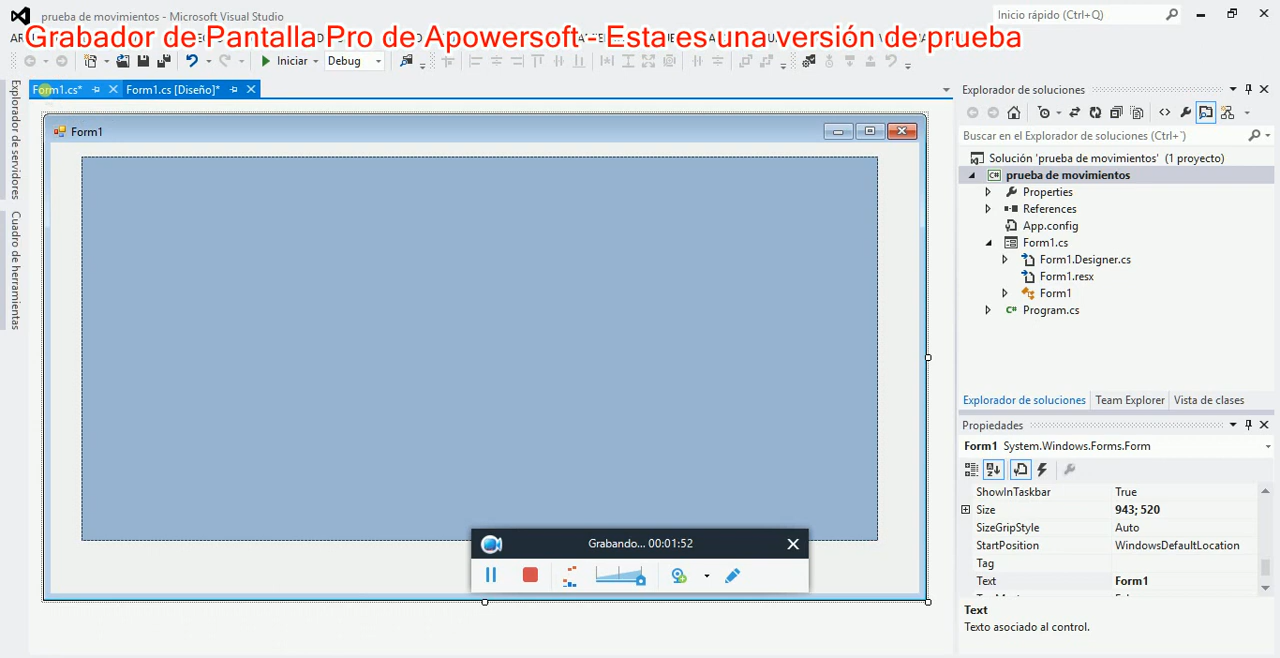 prueba de movimientos - Microsoft Visual Studio
Inicio rápido (Ctrl+Q)
Grabador de Pantalla Pro de Apowersoft - Esta es una versión de prueba
Iniciar
Debug
Form1.cs*
Form1.cs [Diseño]*
Explorador de servidores
Cuadro de herramientas
Form1
Grabando... 00:01:52
Explorador de soluciones
Buscar en el Explorador de soluciones (Ctrl+¨)
Solución 'prueba de movimientos' (1 proyecto)
prueba de movimientos
Properties
References
App.config
Form1.cs
Form1.Designer.cs
Form1.resx
Form1
Program.cs
Explorador de soluciones Team Explorer Vista de clases
Propiedades
Form1 System.Windows.Forms.Form
ShowInTaskbar True
Size 943; 520
SizeGripStyle Auto
StartPosition WindowsDefaultLocation
Tag
Text Form1
Text
Texto asociado al control.